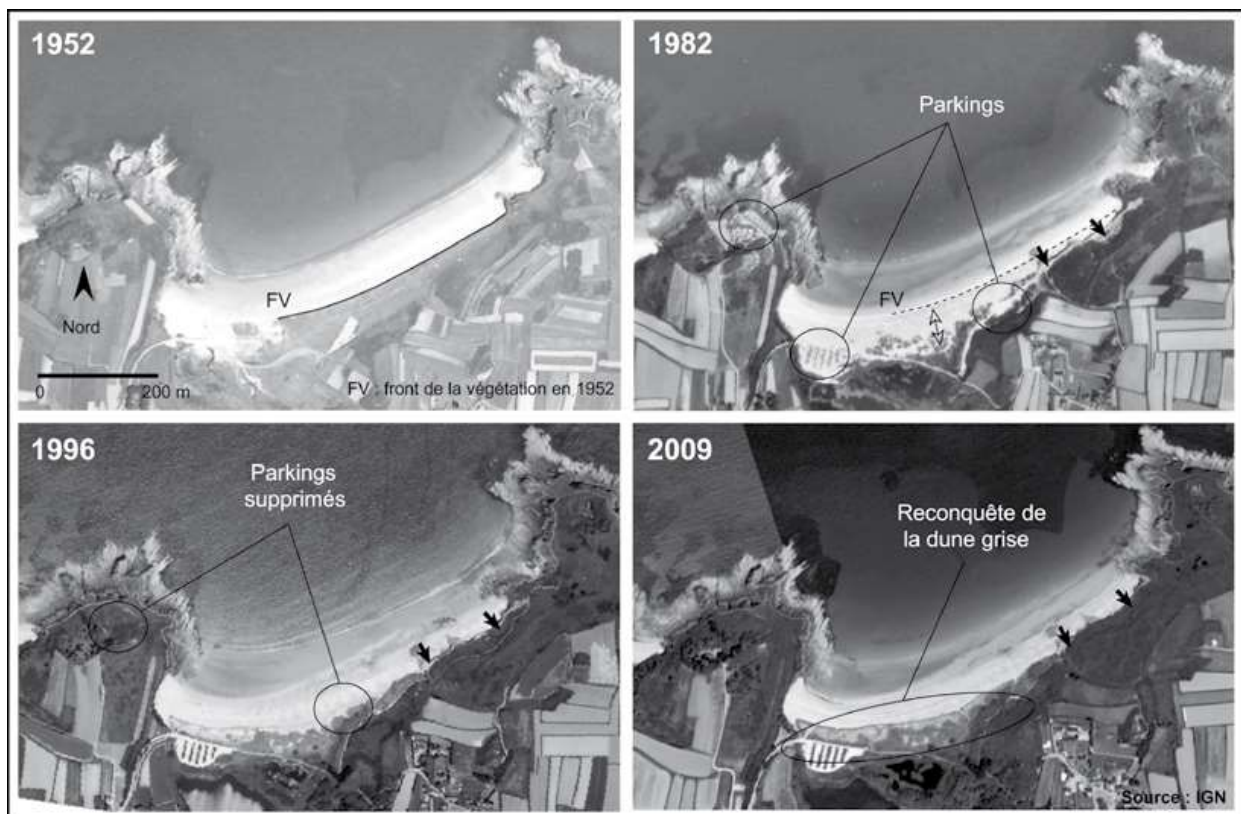 1952
FV
Nord
0 200 m
FV : front de la végétation en 1952
1982
Parkings
FV
1996
Parkings
supprimés
2009
Reconquête de
la dune grise
Source : IGN